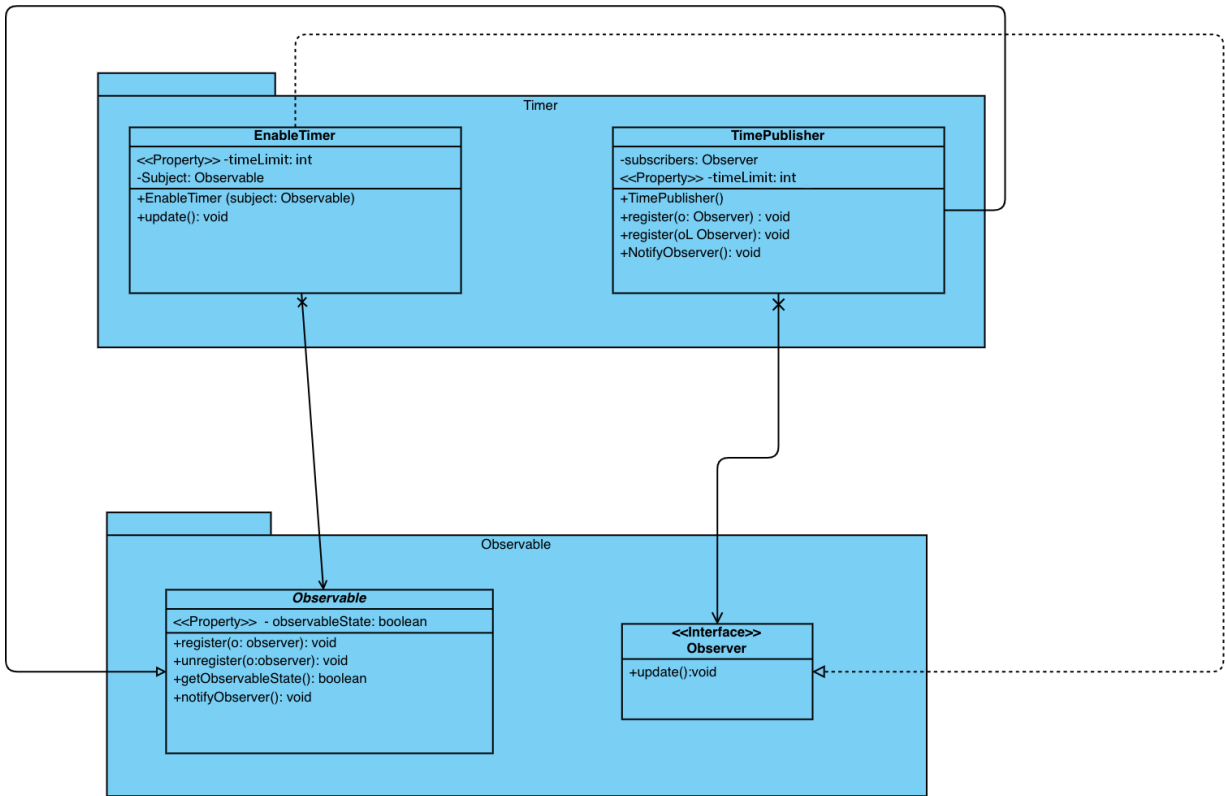 Timer
EnableTimer
<<Property>> -timeLimit: int
-Subject: Observable
+EnableTimer (subject: Observable)
+update(): void
TimePublisher
-subscribers: Observer
<<Property>> -timeLimit: int
+TimePublisher()
+register(o: Observer) : void
+register(oL Observer): void
+NotifyObserver(): void
Observable
Observable
<<Property>> - observableState: boolean
+register(o: observer): void
+unregister(o:observer): void
+getObservableState(): boolean
+notifyObserver(): void
<<Interface>>
Observer
+update():void